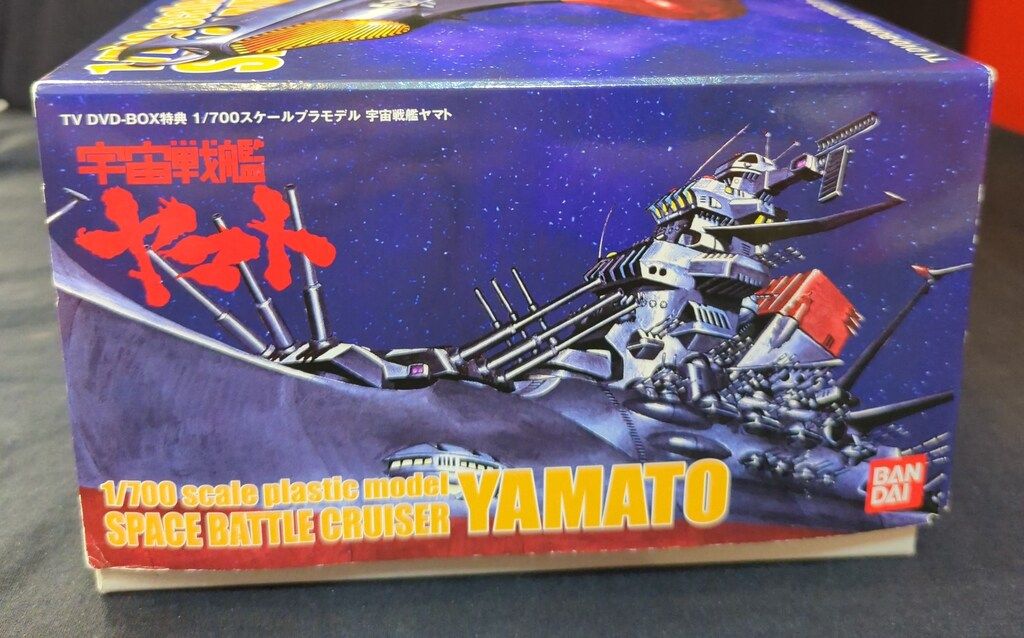 1/700
TV DVD-BOX特典 1/700スケールプラモデル 宇宙戦艦ヤマト
宇宙戦艦
ヤマト
1/700 scale plastic model
SPACE BATTLE CRUISER YAMATO
BAN
DAI